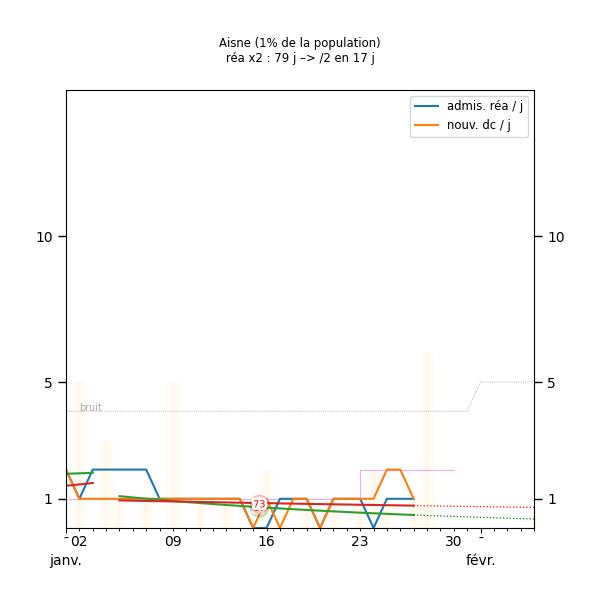 Aisne (1% de la population)
réa x2 : 79 j –> /2 en 17 j
admis. réa / j
nouv. dc / j
10 10
5 5
bruit
73
1 1
02 09 16 23 30
janv. févr.